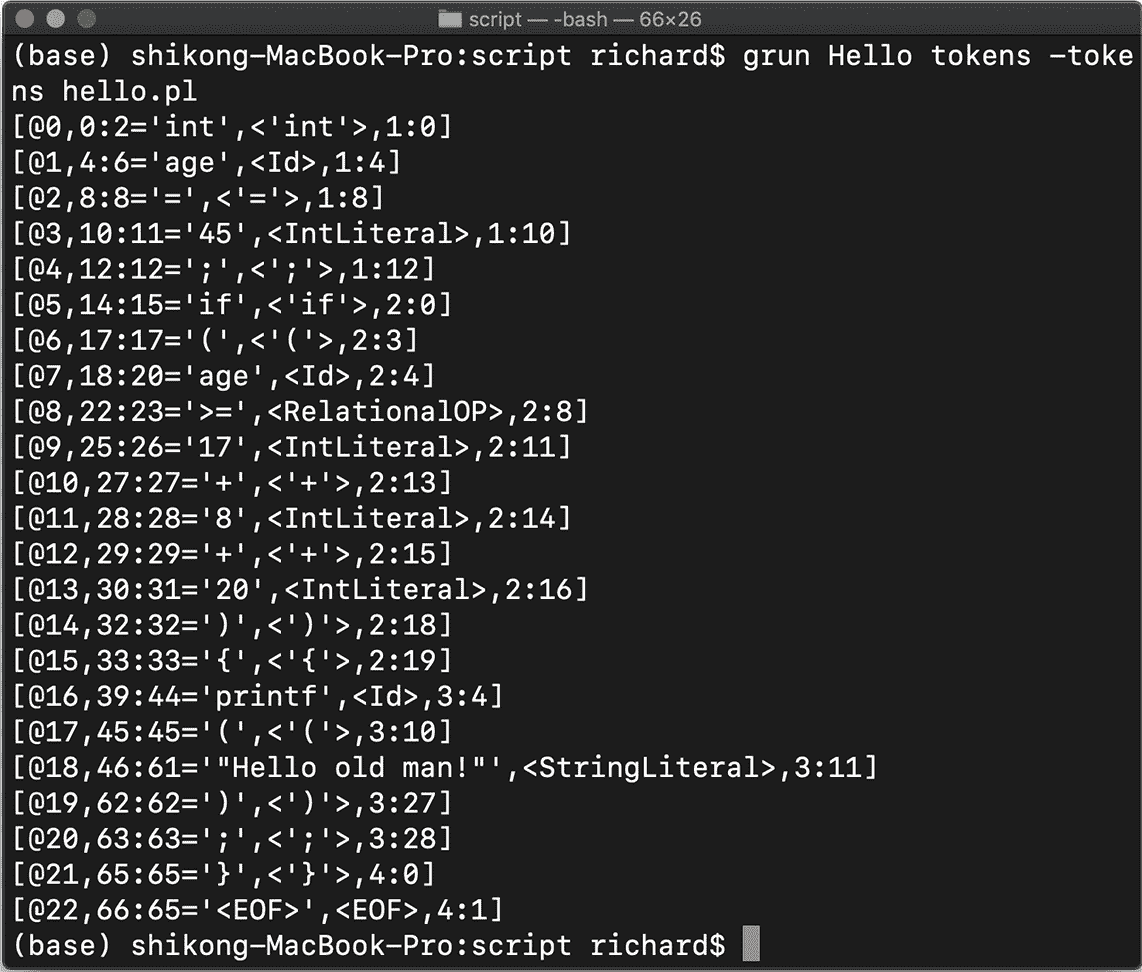 script — -bash — 66×26
(base) shikong-MacBook-Pro:script richard$ grun Hello tokens -toke
ns hello.pl
[@0,0:2='int',<'int'>,1:0]
[@1,4:6='age',<Id>,1:4]
[@2,8:8='=',<'='>,1:8]
[@3,10:11='45',<IntLiteral>,1:10]
[@4,12:12=';',<';'>,1:12]
[@5,14:15='if',<'if'>,2:0]
[@6,17:17='(',<'('>,2:3]
[@7,18:20='age',<Id>,2:4]
[@8,22:23='>=',<RelationalOP>,2:8]
[@9,25:26='17',<IntLiteral>,2:11]
[@10,27:27='+',<'+'>,2:13]
[@11,28:28='8',<IntLiteral>,2:14]
[@12,29:29='+',<'+'>,2:15]
[@13,30:31='20',<IntLiteral>,2:16]
[@14,32:32=')',<')'>,2:18]
[@15,33:33='{',<'{'>,2:19]
[@16,39:44='printf',<Id>,3:4]
[@17,45:45='(',<'('>,3:10]
[@18,46:61='"Hello old man!"',<StringLiteral>,3:11]
[@19,62:62=')',<')'>,3:27]
[@20,63:63=';',<';'>,3:28]
[@21,65:65='}',<'}'>,4:0]
[@22,66:65='<EOF>',<EOF>,4:1]
(base) shikong-MacBook-Pro:script richard$